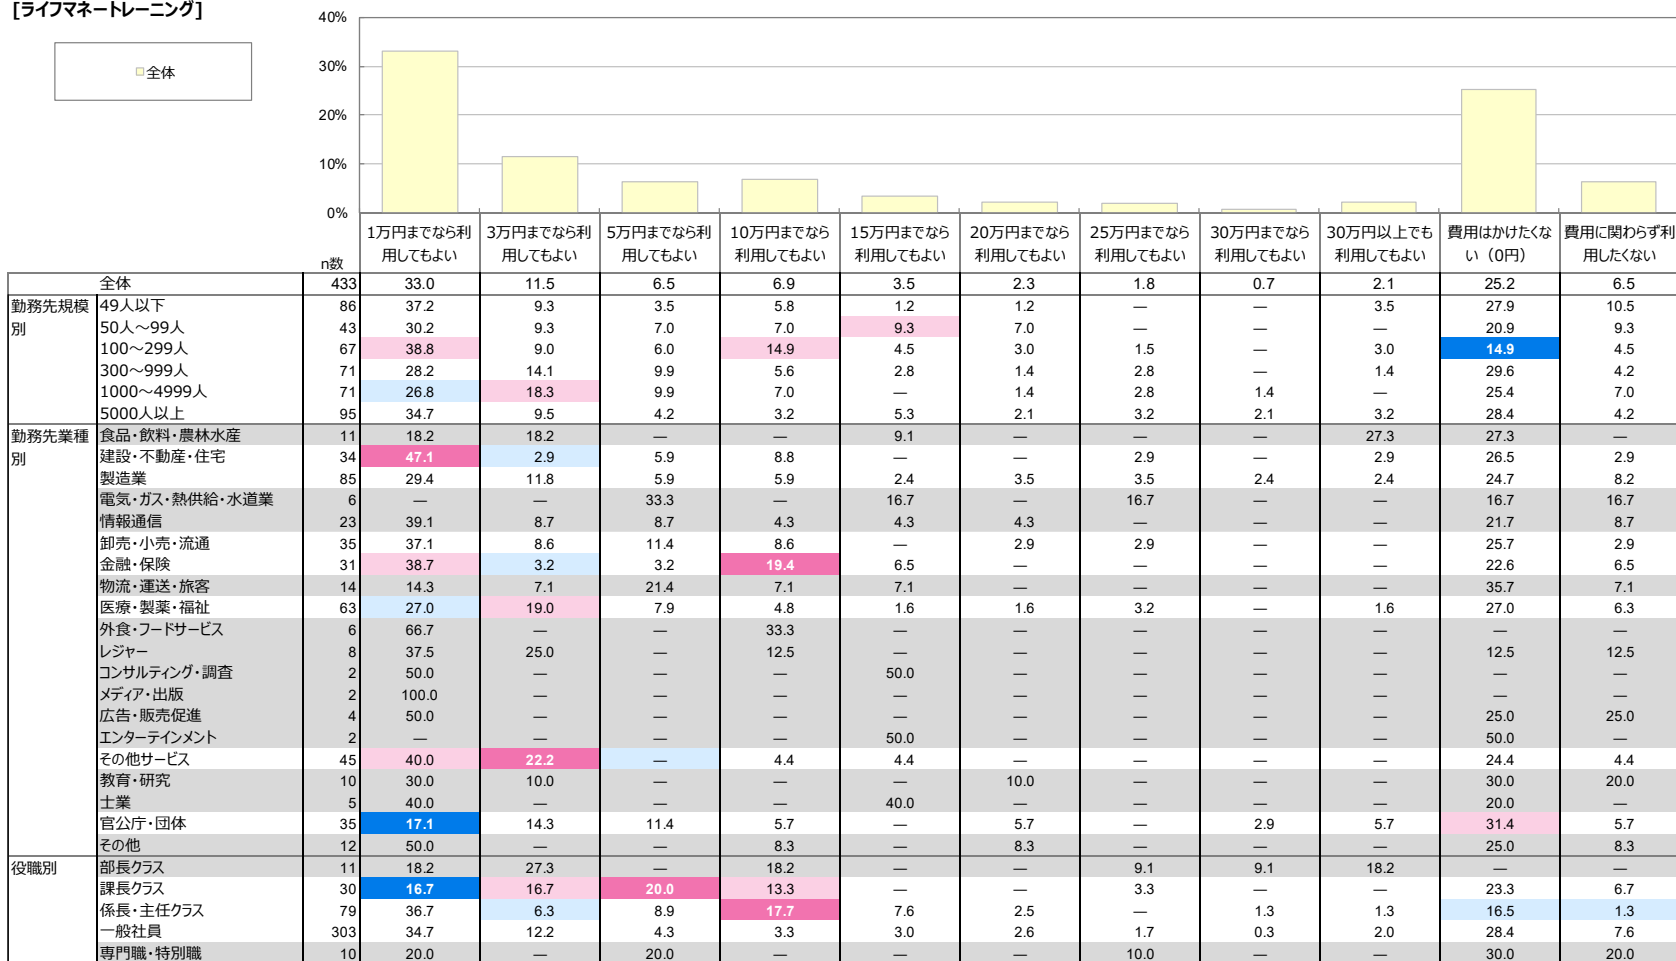 [ライフマネートレーニング]
全体
40%
30%
20%
10%
0%
n数 1万円までなら利用してもよい 3万円までなら利用してもよい 5万円までなら利用してもよい 10万円までなら利用してもよい 15万円までなら利用してもよい 20万円までなら利用してもよい 25万円までなら利用してもよい 30万円までなら利用してもよい 30万円以上でも利用してもよい 費用はかけたくない（0円） 費用に関わらず利用したくない
全体 433 33.0 11.5 6.5 6.9 3.5 2.3 1.8 0.7 2.1 25.2 6.5
勤務先規模別
49人以下 86 37.2 9.3 3.5 5.8 1.2 1.2 — — 3.5 27.9 10.5
50人～99人 43 30.2 9.3 7.0 7.0 9.3 7.0 — — — 20.9 9.3
100～299人 67 38.8 9.0 6.0 14.9 4.5 3.0 1.5 — 3.0 14.9 4.5
300～999人 71 28.2 14.1 9.9 5.6 2.8 1.4 2.8 — 1.4 29.6 4.2
1000～4999人 71 26.8 18.3 9.9 7.0 — 1.4 2.8 1.4 — 25.4 7.0
5000人以上 95 34.7 9.5 4.2 3.2 5.3 2.1 3.2 2.1 3.2 28.4 4.2
勤務先業種別
食品・飲料・農林水産 11 18.2 18.2 — — 9.1 — — — 27.3 27.3 —
建設・不動産・住宅 34 47.1 2.9 5.9 8.8 — — 2.9 — 2.9 26.5 2.9
製造業 85 29.4 11.8 5.9 5.9 2.4 3.5 3.5 2.4 2.4 24.7 8.2
電気・ガス・熱供給・水道業 6 — — 33.3 — 16.7 — 16.7 — — 16.7 16.7
情報通信 23 39.1 8.7 8.7 4.3 4.3 4.3 — — — 21.7 8.7
卸売・小売・流通 35 37.1 8.6 11.4 8.6 — 2.9 2.9 — — 25.7 2.9
金融・保険 31 38.7 3.2 3.2 19.4 6.5 — — — — 22.6 6.5
物流・運送・旅客 14 14.3 7.1 21.4 7.1 7.1 — — — — 35.7 7.1
医療・製薬・福祉 63 27.0 19.0 7.9 4.8 1.6 1.6 3.2 — 1.6 27.0 6.3
外食・フードサービス 6 66.7 — — 33.3 — — — — — — —
レジャー 8 37.5 25.0 — 12.5 — — — — — 12.5 12.5
コンサルティング・調査 2 50.0 — — — 50.0 — — — — — —
メディア・出版 2 100.0 — — — — — — — — — —
広告・販売促進 4 50.0 — — — — — — — — 25.0 25.0
エンターテインメント 2 — — — — 50.0 — — — — 50.0 —
その他サービス 45 40.0 22.2 — 4.4 4.4 — — — — 24.4 4.4
教育・研究 10 30.0 10.0 — — — 10.0 — — — 30.0 20.0
士業 5 40.0 — — — 40.0 — — — — 20.0 —
官公庁・団体 35 17.1 14.3 11.4 5.7 — 5.7 — 2.9 5.7 31.4 5.7
その他 12 50.0 — — 8.3 — 8.3 — — — 25.0 8.3
役職別
部長クラス 11 18.2 27.3 — 18.2 — — 9.1 9.1 18.2 — —
課長クラス 30 16.7 16.7 20.0 13.3 — — 3.3 — — 23.3 6.7
係長・主任クラス 79 36.7 6.3 8.9 17.7 7.6 2.5 — 1.3 1.3 16.5 1.3
一般社員 303 34.7 12.2 4.3 3.3 3.0 2.6 1.7 0.3 2.0 28.4 7.6
専門職・特別職 10 20.0 — 20.0 — — — 10.0 — — 30.0 20.0